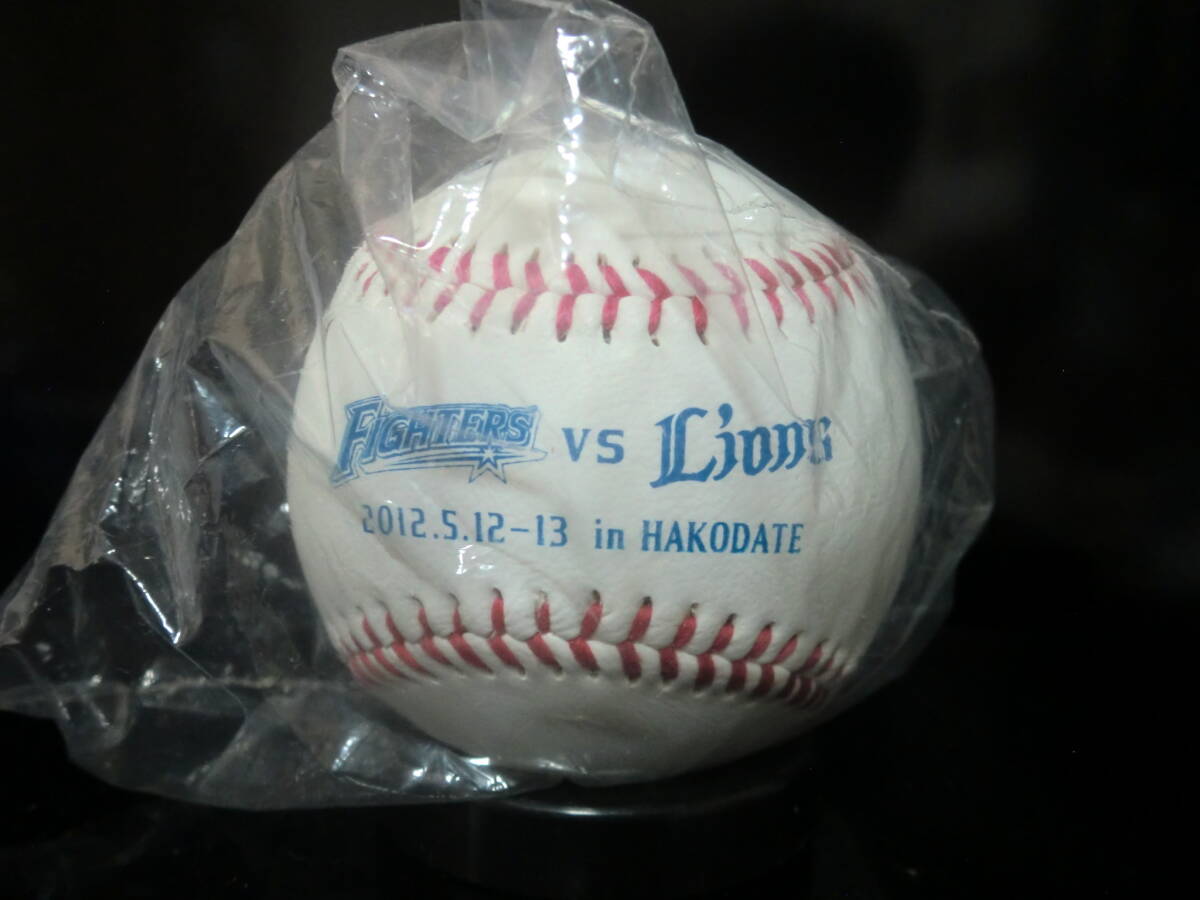 FIGHTERS vs Lions
2012.5.12-13 in HAKODATE